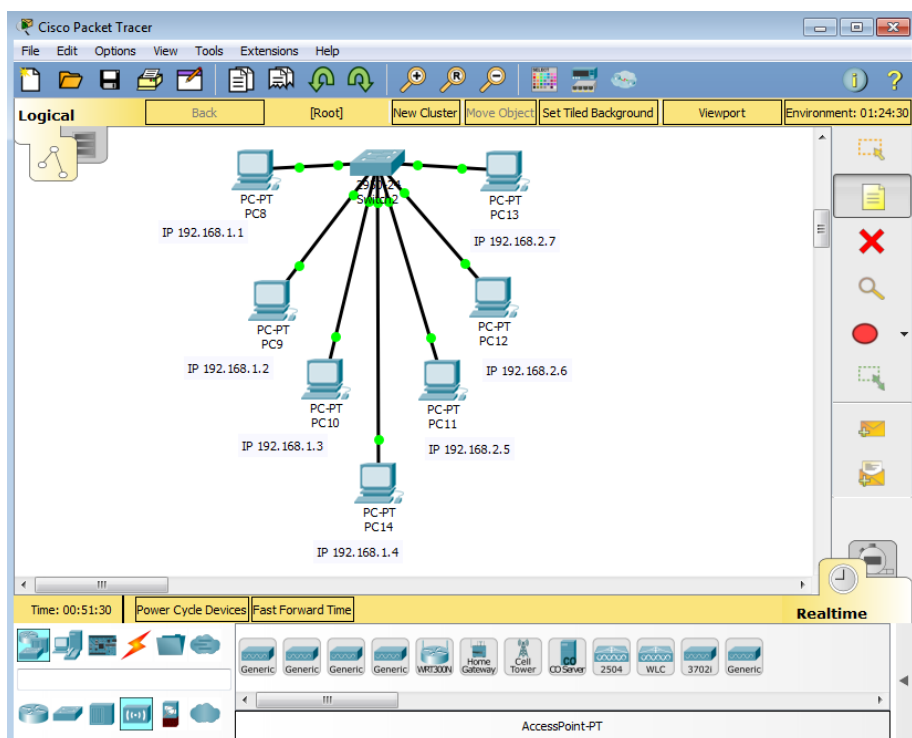 Cisco Packet Tracer
File Edit Options View Tools Extensions Help
Logical Back [Root] New Cluster Move Object Set Tiled Background Viewport Environment: 01:24:30
2950-24
Switch2
PC-PT
PC8
IP 192.168.1.1
PC-PT
PC13
IP 192.168.2.7
PC-PT
PC9
IP 192.168.1.2
PC-PT
PC12
IP 192.168.2.6
PC-PT
PC10
IP 192.168.1.3
PC-PT
PC11
IP 192.168.2.5
PC-PT
PC14
IP 192.168.1.4
Time: 00:51:30 Power Cycle Devices Fast Forward Time Realtime
Generic Generic Generic Generic WRT300N Home Gateway Cell Tower CO Server 2504 WLC 3702i Generic
AccessPoint-PT